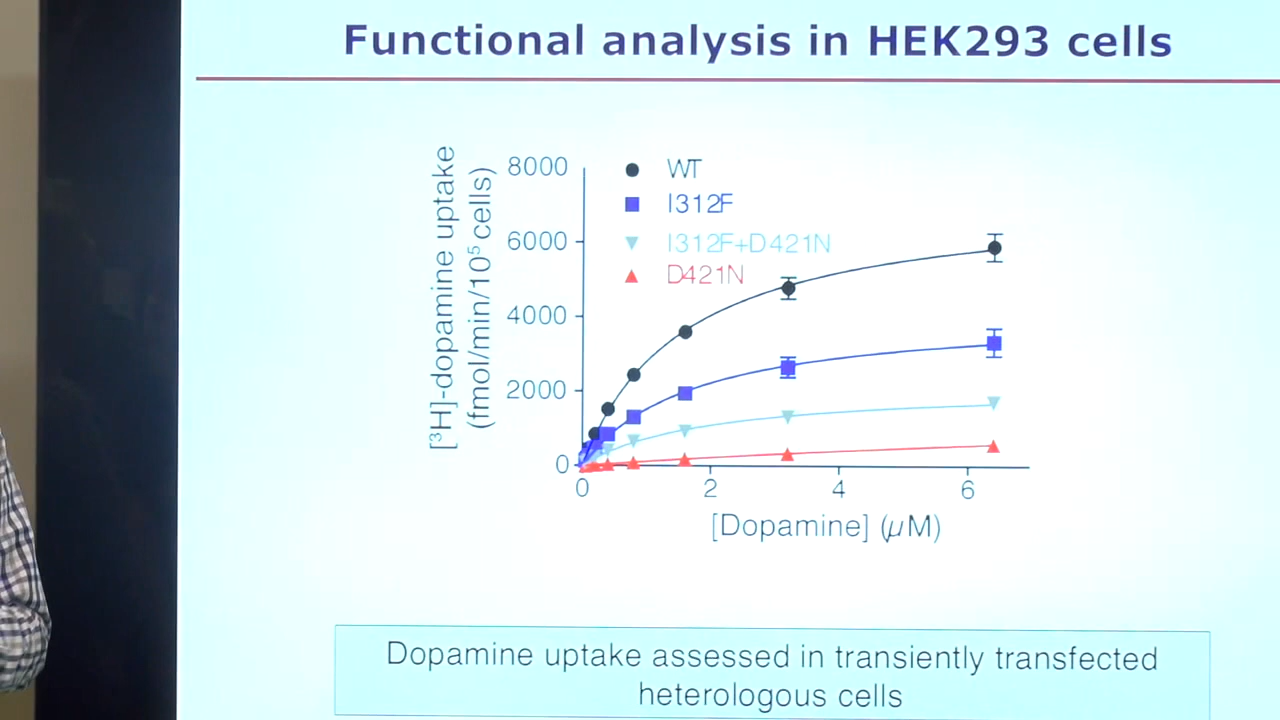 Functional analysis in HEK293 cells
[³H]-dopamine uptake
(fmol/min/10⁵ cells)
8000
6000
4000
2000
0
WT
I312F
I312F+D421N
D421N
0 2 4 6
[Dopamine] (µM)
Dopamine uptake assessed in transiently transfected
heterologous cells